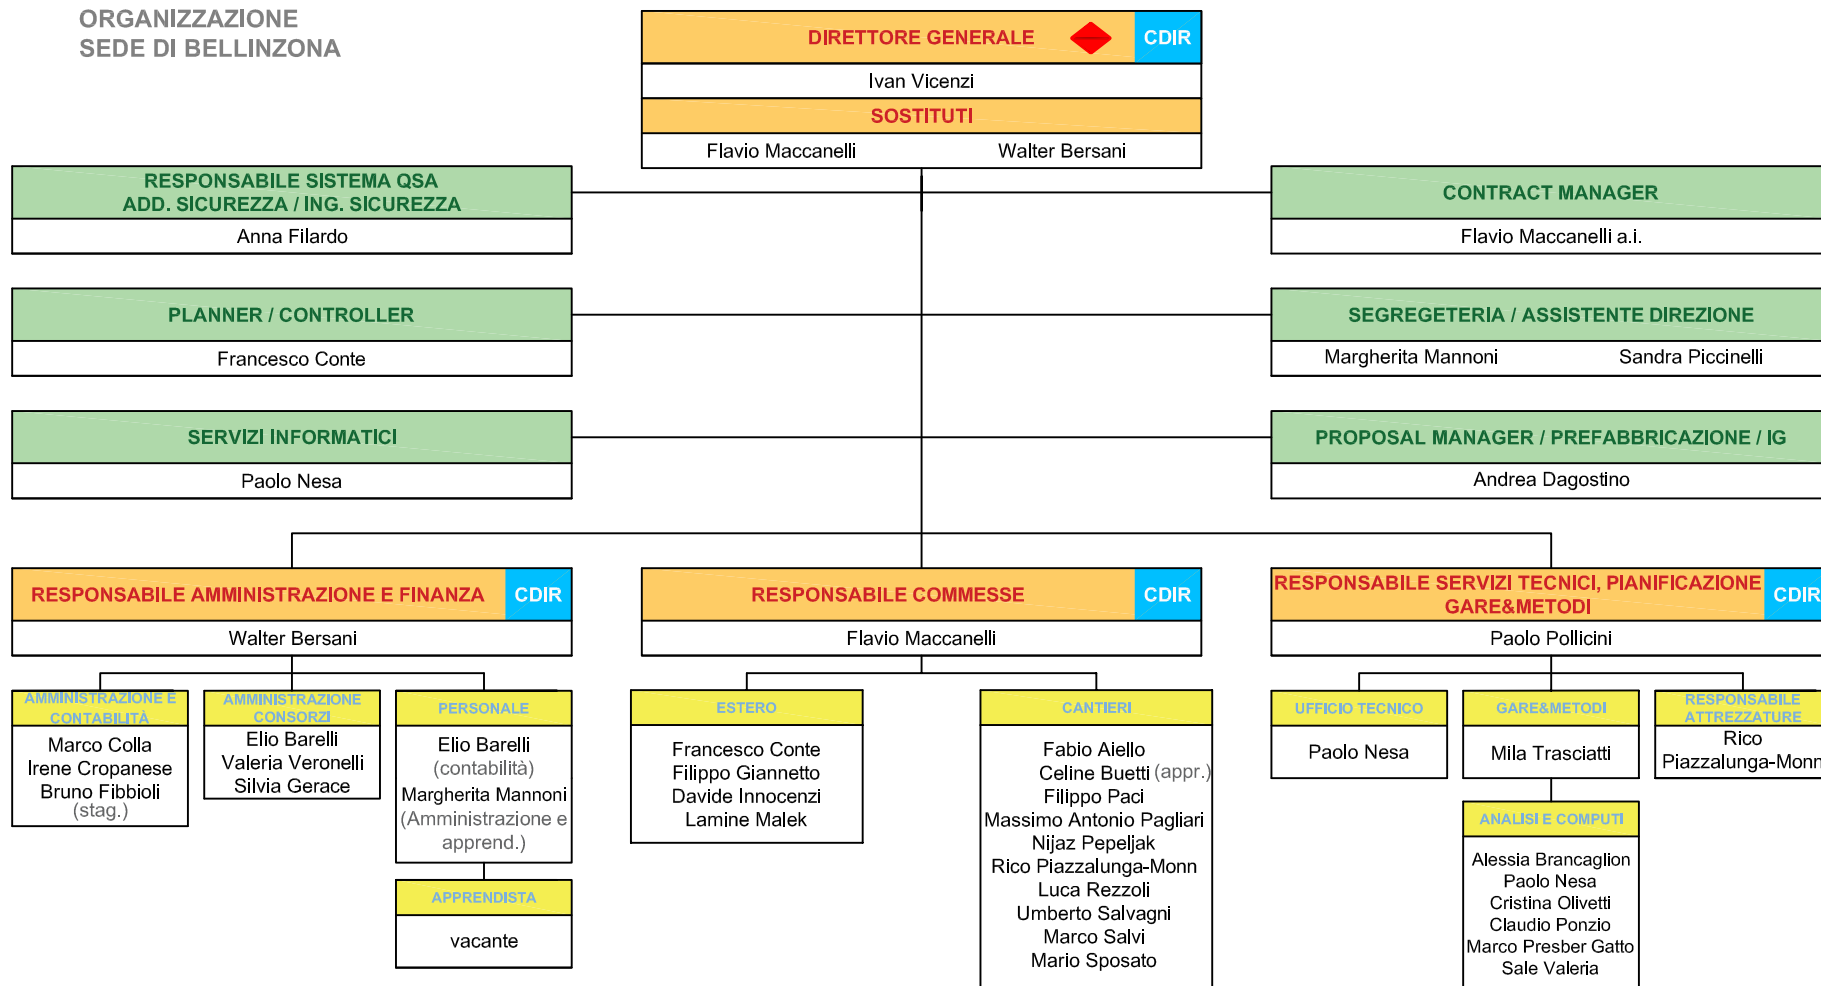 ORGANIZZAZIONE
SEDE DI BELLINZONA
DIRETTORE GENERALE
CDIR
Ivan Vicenzi
SOSTITUTI
Flavio Maccanelli
Walter Bersani
RESPONSABILE SISTEMA QSA
ADD. SICUREZZA / ING. SICUREZZA
Anna Filardo
CONTRACT MANAGER
Flavio Maccanelli a.i.
PLANNER / CONTROLLER
Francesco Conte
SEGREGETERIA / ASSISTENTE DIREZIONE
Margherita Mannoni
Sandra Piccinelli
SERVIZI INFORMATICI
Paolo Nesa
PROPOSAL MANAGER / PREFABBRICAZIONE / IG
Andrea Dagostino
RESPONSABILE AMMINISTRAZIONE E FINANZA
CDIR
Walter Bersani
RESPONSABILE COMMESSE
CDIR
Flavio Maccanelli
RESPONSABILE SERVIZI TECNICI, PIANIFICAZIONE
GARE&METODI
CDIR
Paolo Pollicini
AMMINISTRAZIONE E
CONTABILITÀ
Marco Colla
Irene Cropanese
Bruno Fibbioli
(stag.)
AMMINISTRAZIONE
CONSORZI
Elio Barelli
Valeria Veronelli
Silvia Gerace
PERSONALE
Elio Barelli
(contabilità)
Margherita Mannoni
(Amministrazione e
apprend.)
APPRENDISTA
vacante
ESTERO
Francesco Conte
Filippo Giannetto
Davide Innocenzi
Lamine Malek
CANTIERI
Fabio Aiello
Celine Buetti (appr.)
Filippo Paci
Massimo Antonio Pagliari
Nijaz Pepeljak
Rico Piazzalunga-Monn
Luca Rezzoli
Umberto Salvagni
Marco Salvi
Mario Sposato
UFFICIO TECNICO
Paolo Nesa
GARE&METODI
Mila Trasciatti
RESPONSABILE
ATTREZZATURE
Rico
Piazzalunga-Monn
ANALISI E COMPUTI
Alessia Brancaglion
Paolo Nesa
Cristina Olivetti
Claudio Ponzio
Marco Presber Gatto
Sale Valeria